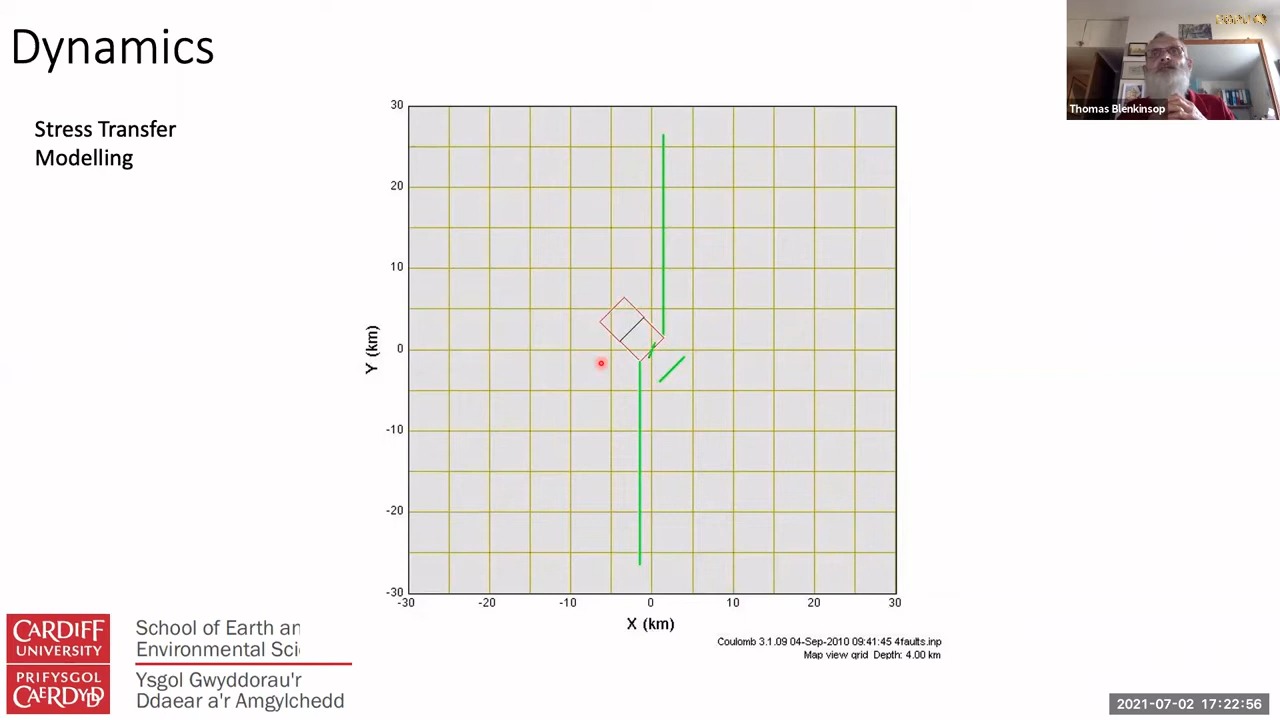 Dynamics
Stress Transfer
Modelling
Thomas Blenkinsop
30
20
10
0
-10
-20
-30
Y (km)
-30
-20
-10
0
10
20
30
X (km)
Coulomb 3.1.09 04-Sep-2010 09:41:45 4faults.inp
Map view grid Depth: 4.00 km
CARDIFF
UNIVERSITY
PRIFYSGOL
CAERDYDD
School of Earth an
Environmental Sci
Ysgol Gwyddorau'r
Ddaear a'r Amgylchedd
2021-07-02 17:22:56